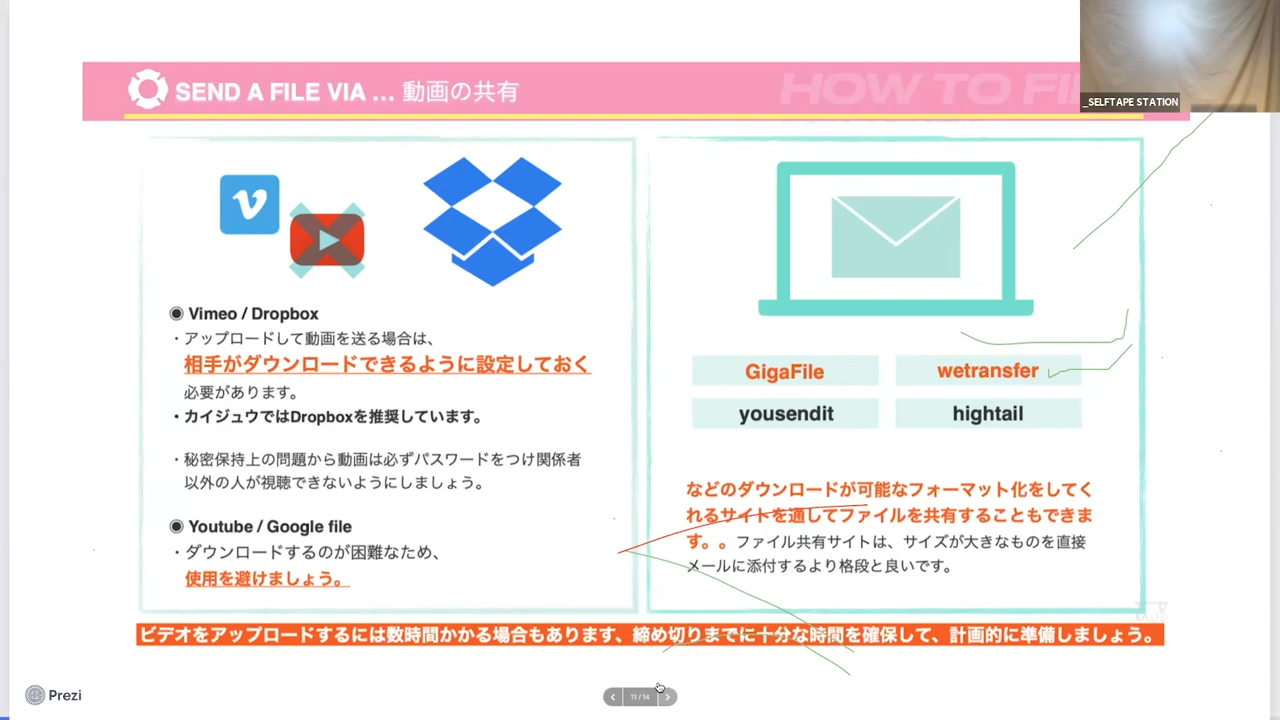 SEND A FILE VIA ... 動画の共有
HOW TO FI
_SELFTAPE STATION
◉ Vimeo / Dropbox
・アップロードして動画を送る場合は、
相手がダウンロードできるように設定しておく
必要があります。
・カイジュウではDropboxを推奨しています。
・秘密保持上の問題から動画は必ずパスワードをつけ関係者
以外の人が視聴できないようにしましょう。
◉ Youtube / Google file
・ダウンロードするのが困難なため、
使用を避けましょう。
GigaFile
wetransfer
yousendit
hightail
などのダウンロードが可能なフォーマット化をしてく
れるサイトを通してファイルを共有することもできま
す。。ファイル共有サイトは、サイズが大きなものを直接
メールに添付するより格段と良いです。
ビデオをアップロードするには数時間かかる場合もあります、締め切りまでに十分な時間を確保して、計画的に準備しましょう。
Prezi
11 / 14